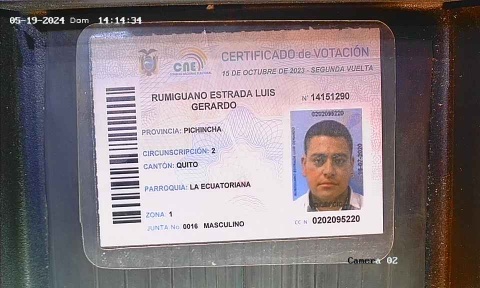 05-19-2024 Dom 14:14:34
CNE
CERTIFICADO de VOTACIÓN
15 DE OCTUBRE DE 2023 - SEGUNDA VUELTA
RUMIGUANO ESTRADA LUIS
GERARDO
N° 14151290
0202095220
PROVINCIA: PICHINCHA
CIRCUNSCRIPCIÓN: 2
CANTÓN: QUITO
PARROQUIA: LA ECUATORIANA
ZONA: 1
JUNTA No. 0016 MASCULINO
CC N: 0202095220
Camera 02